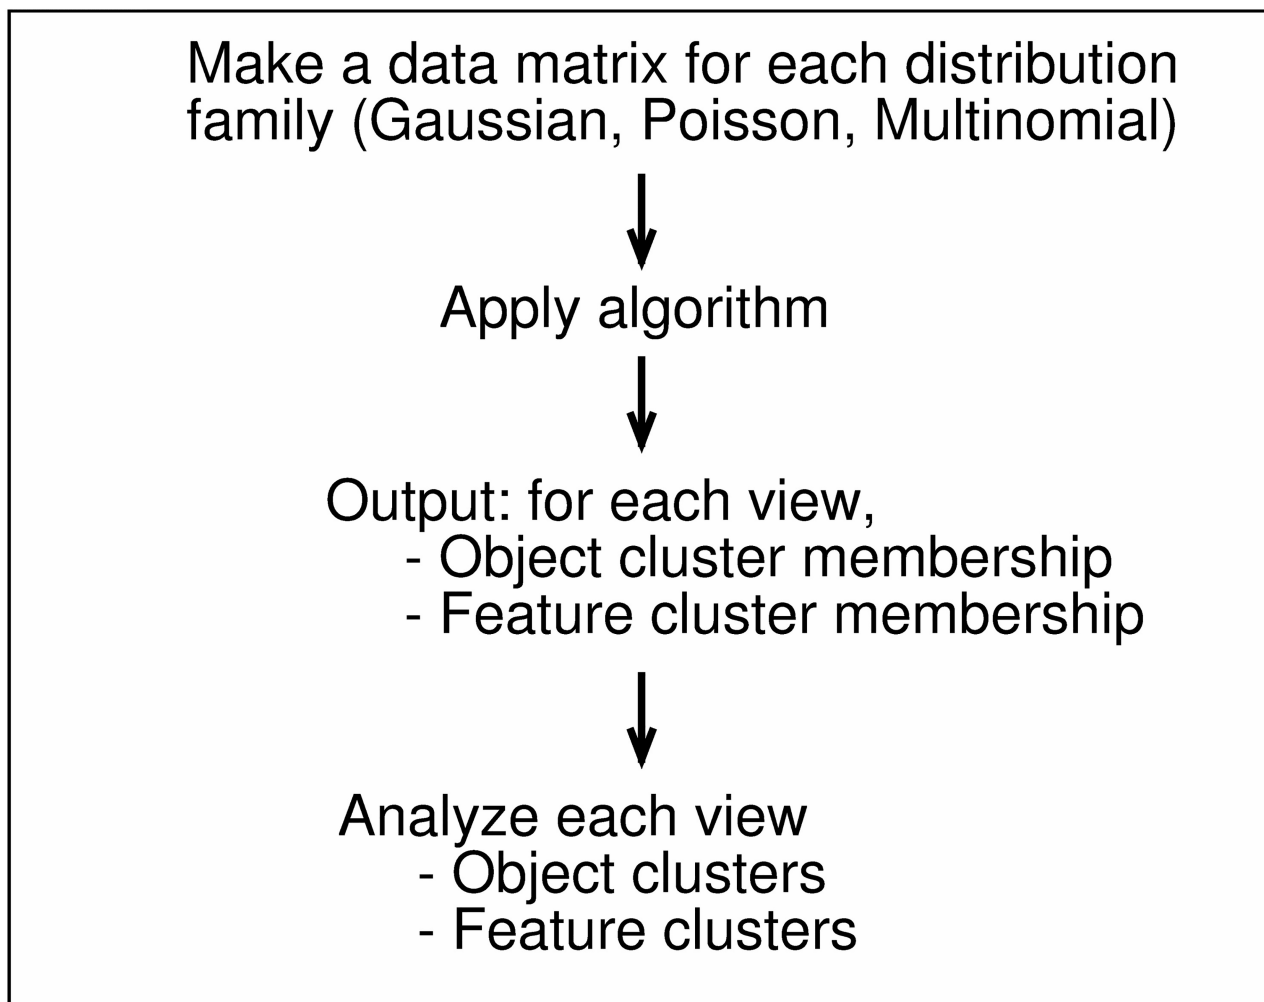 Make a data matrix for each distribution
family (Gaussian, Poisson, Multinomial)
Apply algorithm
Output: for each view,
- Object cluster membership
- Feature cluster membership
Analyze each view
- Object clusters
- Feature clusters